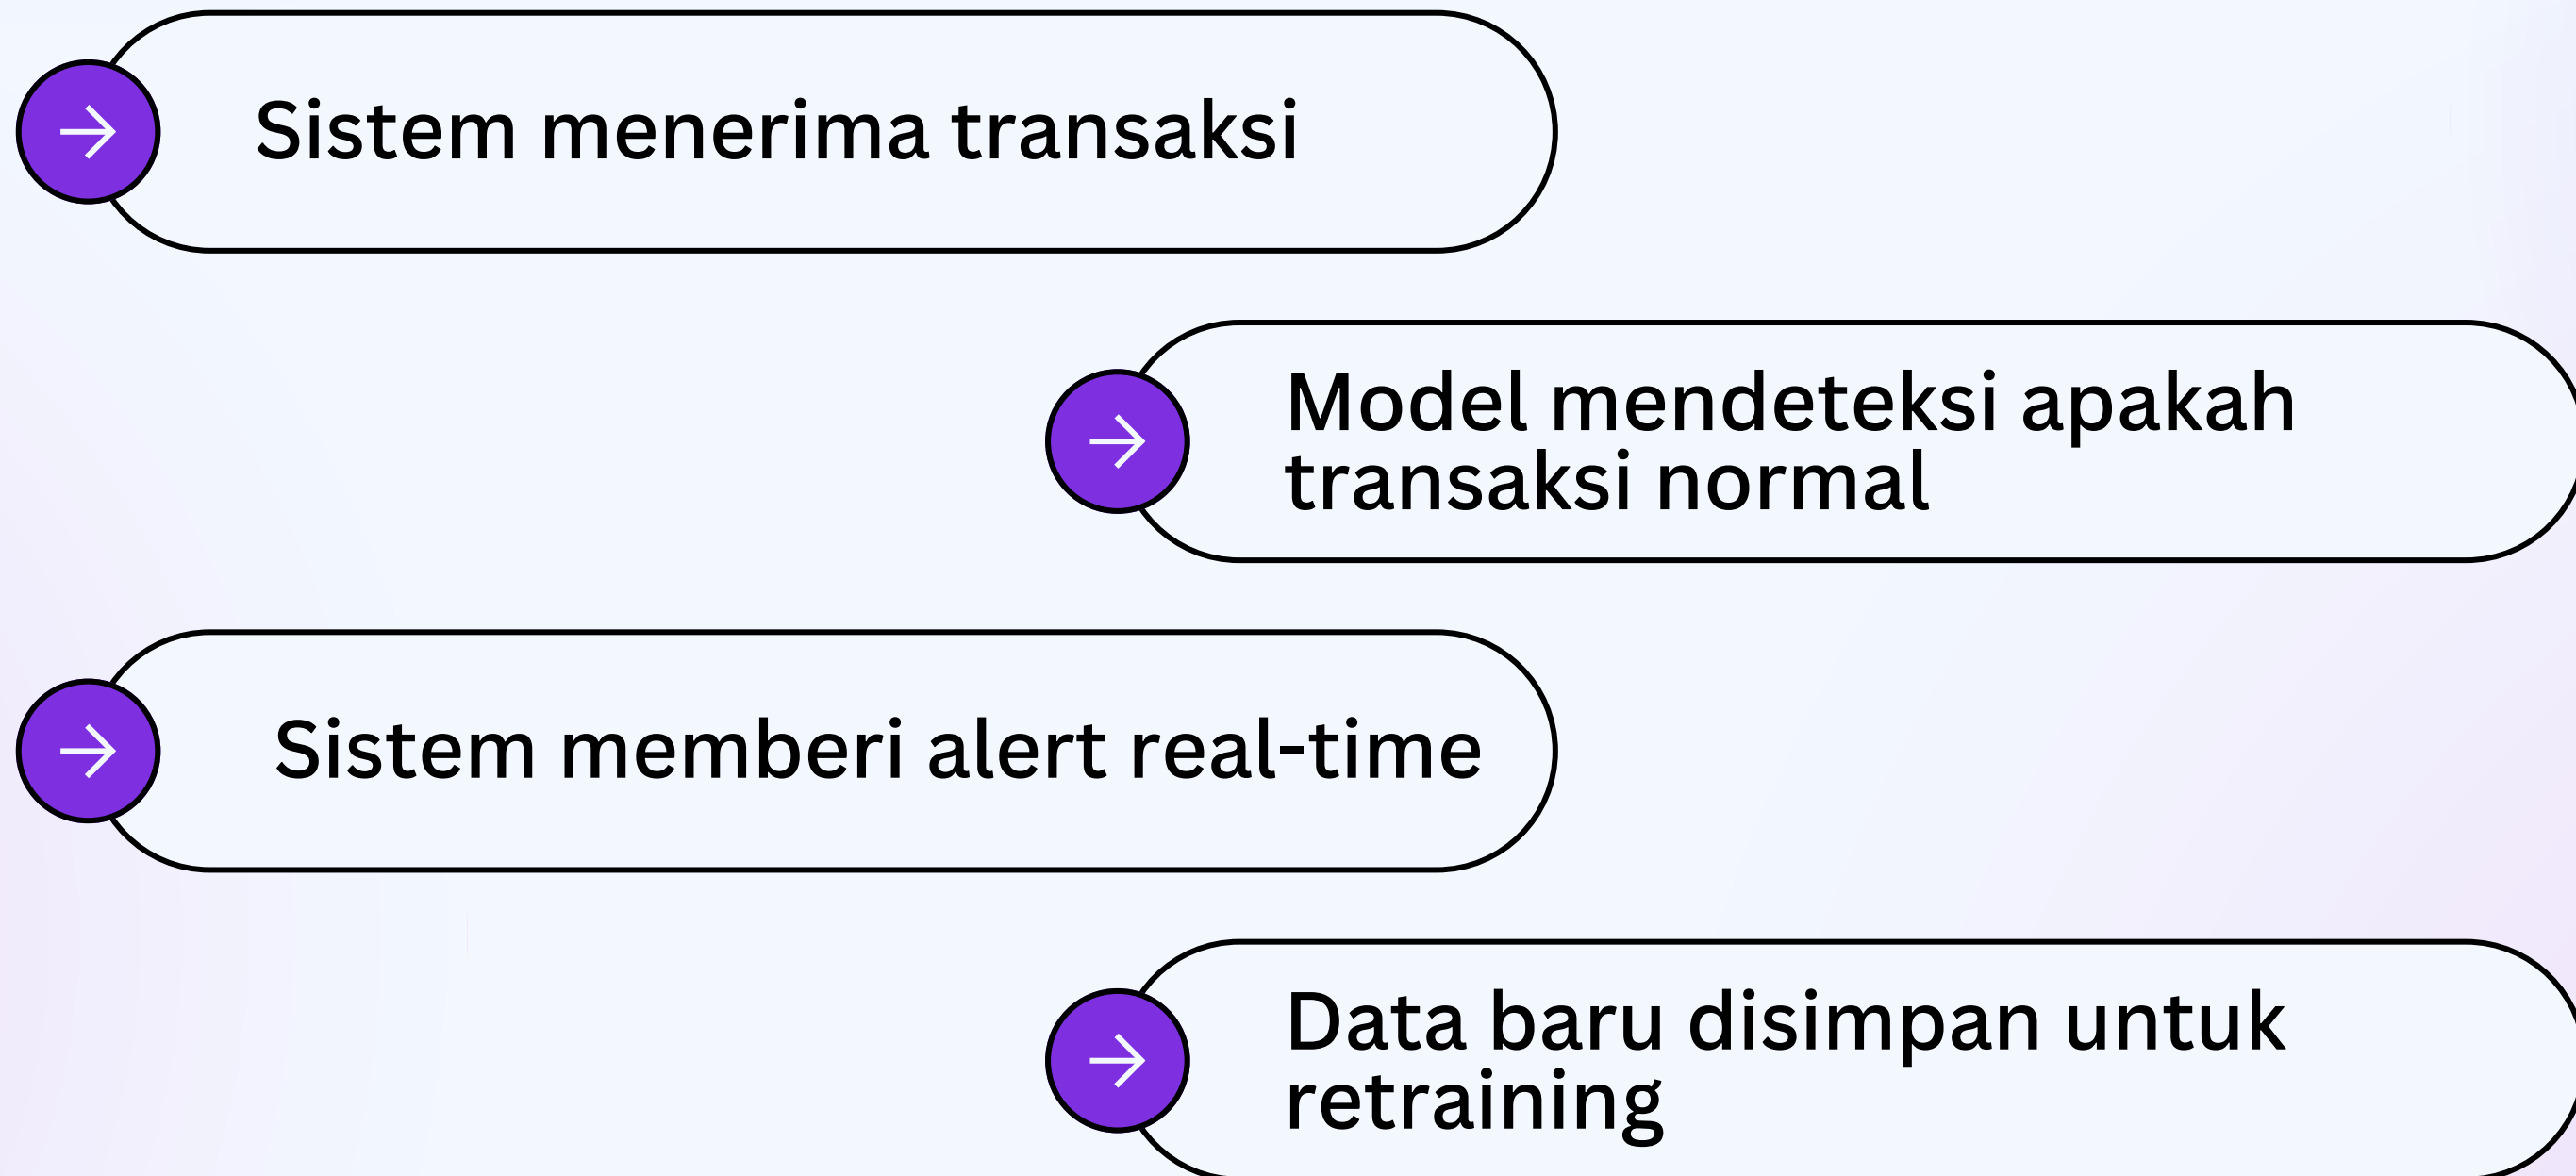 Sistem menerima transaksi
Model mendeteksi apakah
transaksi normal
Sistem memberi alert real-time
Data baru disimpan untuk
retraining